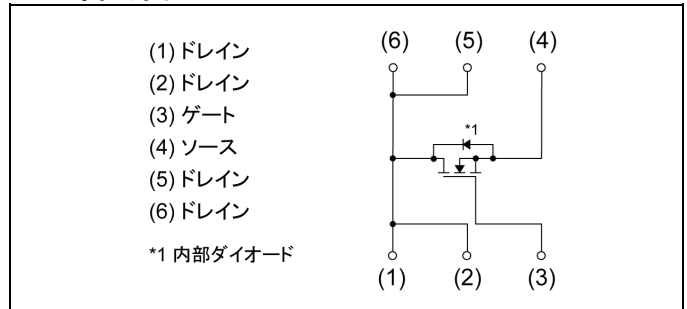 (1) ドレイン
(2) ドレイン
(3) ゲート
(4) ソース
(5) ドレイン
(6) ドレイン
*1 内部ダイオード
(6) (5) (4)
*1
(1) (2) (3)